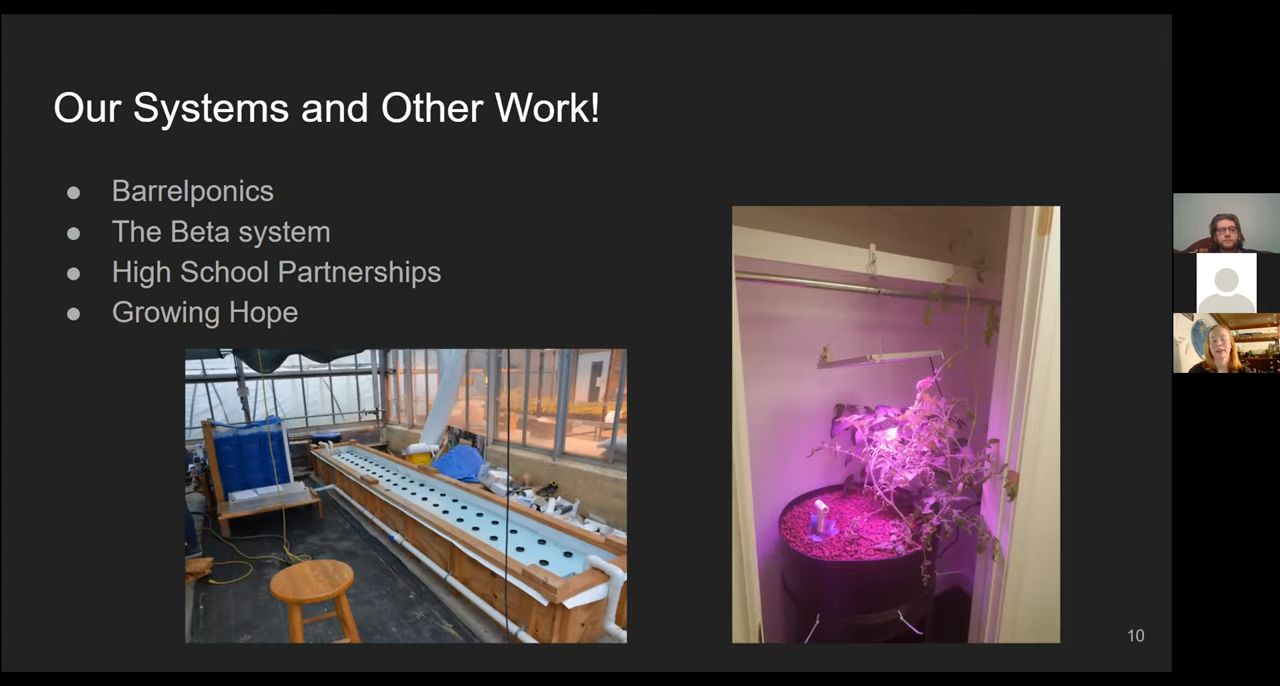 Our Systems and Other Work!
● Barrelponics
● The Beta system
● High School Partnerships
● Growing Hope
10